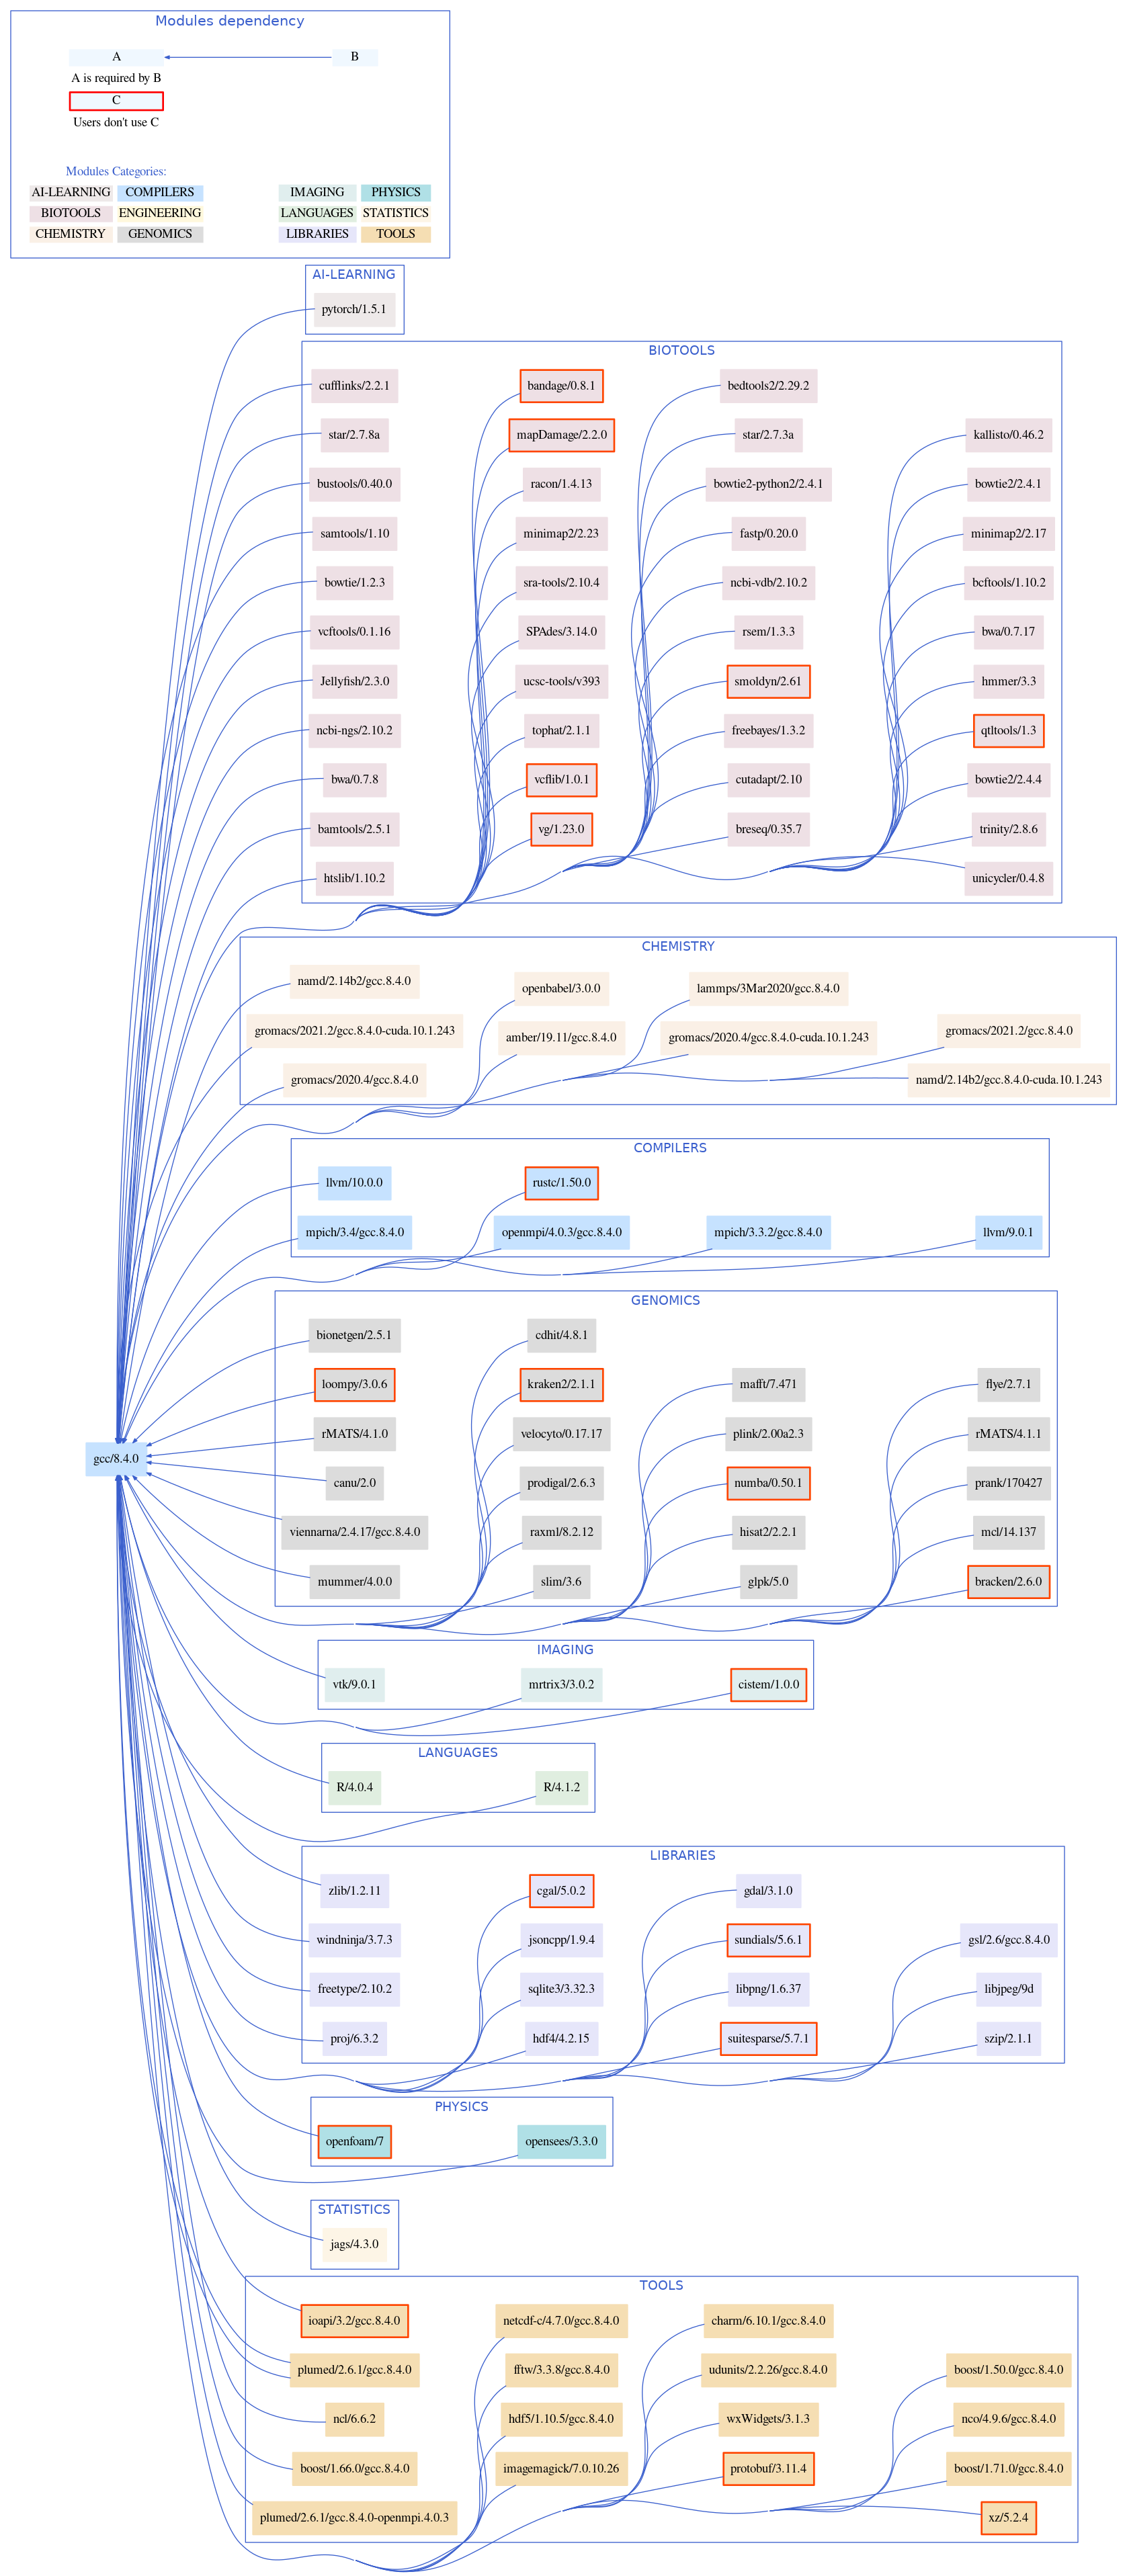 Modules dependency
A
B
A is required by B
C
Users don't use C
Modules Categories:
AI-LEARNING
COMPILERS
IMAGING
PHYSICS
BIOTOOLS
ENGINEERING
LANGUAGES
STATISTICS
CHEMISTRY
GENOMICS
LIBRARIES
TOOLS
AI-LEARNING
pytorch/1.5.1
BIOTOOLS
cufflinks/2.2.1
bandage/0.8.1
bedtools2/2.29.2
star/2.7.8a
mapDamage/2.2.0
star/2.7.3a
kallisto/0.46.2
bustools/0.40.0
racon/1.4.13
bowtie2-python2/2.4.1
bowtie2/2.4.1
samtools/1.10
minimap2/2.23
fastp/0.20.0
minimap2/2.17
bowtie/1.2.3
sra-tools/2.10.4
ncbi-vdb/2.10.2
bcftools/1.10.2
vcftools/0.1.16
SPAdes/3.14.0
rsem/1.3.3
bwa/0.7.17
Jellyfish/2.3.0
ucsc-tools/v393
smoldyn/2.61
hmmer/3.3
ncbi-ngs/2.10.2
tophat/2.1.1
freebayes/1.3.2
qtltools/1.3
bwa/0.7.8
vcflib/1.0.1
cutadapt/2.10
bowtie2/2.4.4
bamtools/2.5.1
vg/1.23.0
breseq/0.35.7
trinity/2.8.6
htslib/1.10.2
unicycler/0.4.8
CHEMISTRY
namd/2.14b2/gcc.8.4.0
openbabel/3.0.0
lammps/3Mar2020/gcc.8.4.0
gromacs/2021.2/gcc.8.4.0-cuda.10.1.243
amber/19.11/gcc.8.4.0
gromacs/2020.4/gcc.8.4.0-cuda.10.1.243
gromacs/2021.2/gcc.8.4.0
gromacs/2020.4/gcc.8.4.0
namd/2.14b2/gcc.8.4.0-cuda.10.1.243
COMPILERS
llvm/10.0.0
rustc/1.50.0
mpich/3.4/gcc.8.4.0
openmpi/4.0.3/gcc.8.4.0
mpich/3.3.2/gcc.8.4.0
llvm/9.0.1
GENOMICS
bionetgen/2.5.1
cdhit/4.8.1
loompy/3.0.6
kraken2/2.1.1
mafft/7.471
flye/2.7.1
rMATS/4.1.0
velocyto/0.17.17
plink/2.00a2.3
rMATS/4.1.1
gcc/8.4.0
canu/2.0
prodigal/2.6.3
numba/0.50.1
prank/170427
viennarna/2.4.17/gcc.8.4.0
raxml/8.2.12
hisat2/2.2.1
mcl/14.137
mummer/4.0.0
slim/3.6
glpk/5.0
bracken/2.6.0
IMAGING
vtk/9.0.1
mrtrix3/3.0.2
cistem/1.0.0
LANGUAGES
R/4.0.4
R/4.1.2
LIBRARIES
zlib/1.2.11
cgal/5.0.2
gdal/3.1.0
windninja/3.7.3
jsoncpp/1.9.4
sundials/5.6.1
gsl/2.6/gcc.8.4.0
freetype/2.10.2
sqlite3/3.32.3
libpng/1.6.37
libjpeg/9d
proj/6.3.2
hdf4/4.2.15
suitesparse/5.7.1
szip/2.1.1
PHYSICS
openfoam/7
opensees/3.3.0
STATISTICS
jags/4.3.0
TOOLS
ioapi/3.2/gcc.8.4.0
netcdf-c/4.7.0/gcc.8.4.0
charm/6.10.1/gcc.8.4.0
plumed/2.6.1/gcc.8.4.0
fftw/3.3.8/gcc.8.4.0
udunits/2.2.26/gcc.8.4.0
boost/1.50.0/gcc.8.4.0
ncl/6.6.2
hdf5/1.10.5/gcc.8.4.0
wxWidgets/3.1.3
nco/4.9.6/gcc.8.4.0
boost/1.66.0/gcc.8.4.0
imagemagick/7.0.10.26
protobuf/3.11.4
boost/1.71.0/gcc.8.4.0
plumed/2.6.1/gcc.8.4.0-openmpi.4.0.3
xz/5.2.4